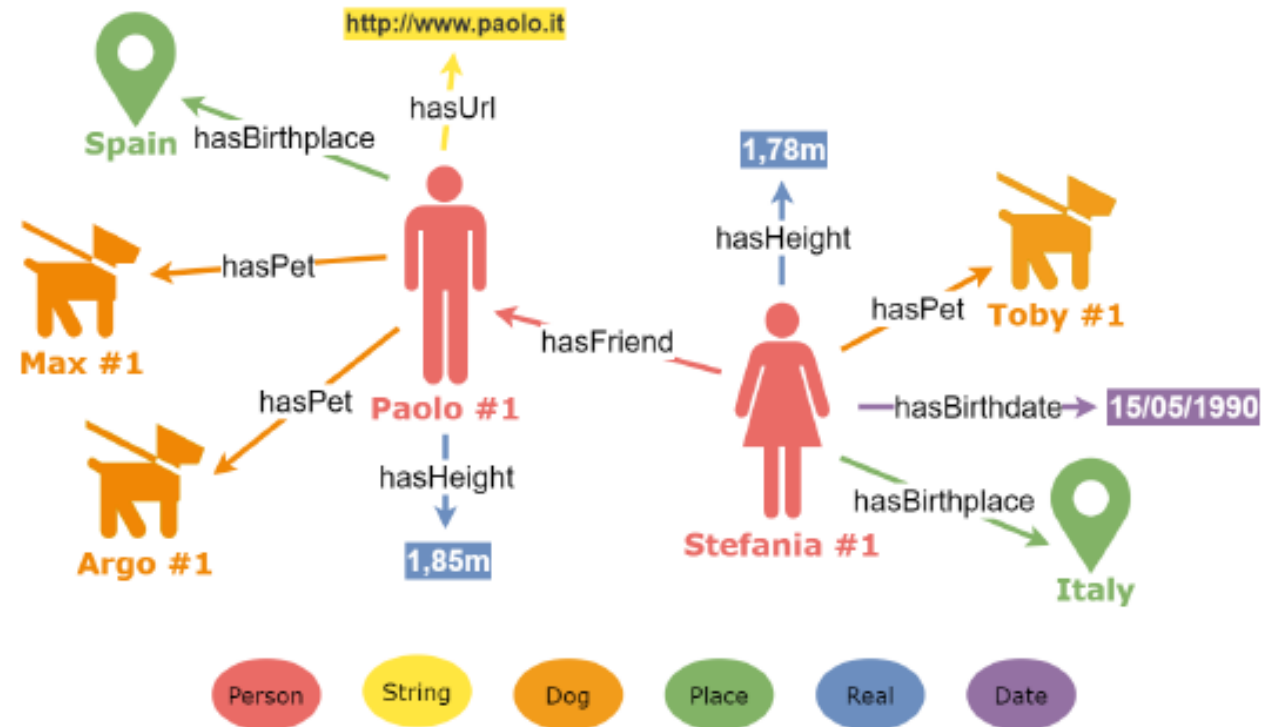 http://www.paolo.it
hasUrl
Spain
hasBirthplace
1,78m
hasHeight
hasPet
Max #1
hasPet
Toby #1
hasFriend
hasPet
Paolo #1
hasBirthdate
15/05/1990
hasHeight
hasBirthplace
Argo #1
1,85m
Stefania #1
Italy
Person
String
Dog
Place
Real
Date